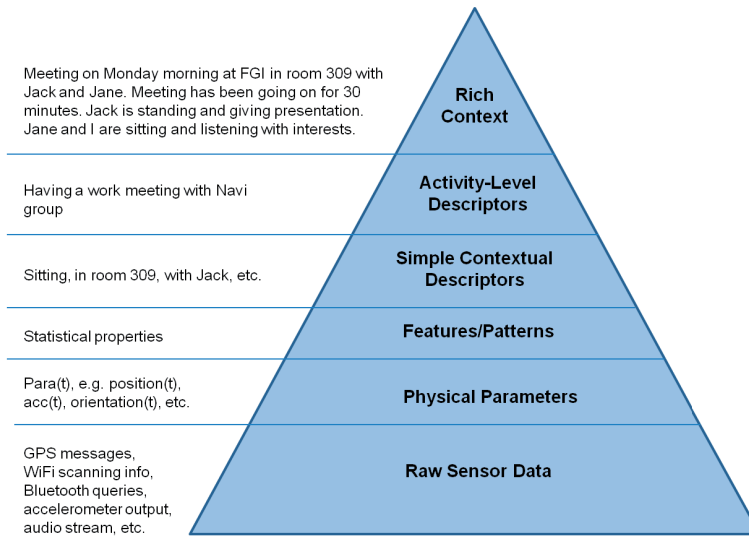 Meeting on Monday morning at FGI in room 309 with
Jack and Jane. Meeting has been going on for 30
minutes. Jack is standing and giving presentation.
Jane and I are sitting and listening with interests.
Rich
Context
Having a work meeting with Navi
group
Activity-Level
Descriptors
Sitting, in room 309, with Jack, etc.
Simple Contextual
Descriptors
Statistical properties
Features/Patterns
Para(t), e.g. position(t),
acc(t), orientation(t), etc.
Physical Parameters
GPS messages,
WiFi scanning info,
Bluetooth queries,
accelerometer output,
audio stream, etc.
Raw Sensor Data